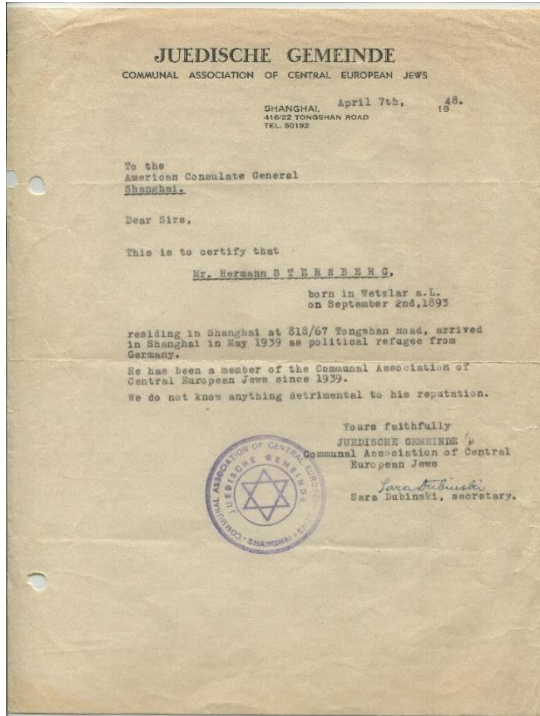 JUEDISCHE GEMEINDE
COMMUNAL ASSOCIATION OF CENTRAL EUROPEAN JEWS
SHANGHAI, April 7th, 1948.
416/22 TONGSHAN ROAD
TEL. 50192
To the
American Consulate General
Shanghai.
Dear Sirs,
This is to certify that
Mr. Hermann S T E R N B E R G,
born in Wetzlar a.L.
on September 2nd,1893
residing in Shanghai at 818/67 Tongshan Road, arrived
in Shanghai in May 1939 as political refugee from
Germany.
He has been a member of the Communal Association of
Central European Jews since 1939.
We do not know anything detrimental to his reputation.
Yours faithfully
JUEDISCHE GEMEINDE
Communal Association of Central
European Jews
Sara Dubinski
Sara Dubinski, secretary.
COMMUNAL ASSOCIATION OF CENTRAL EUROPEAN JEWS
JUEDISCHE GEMEINDE
SHANGHAI